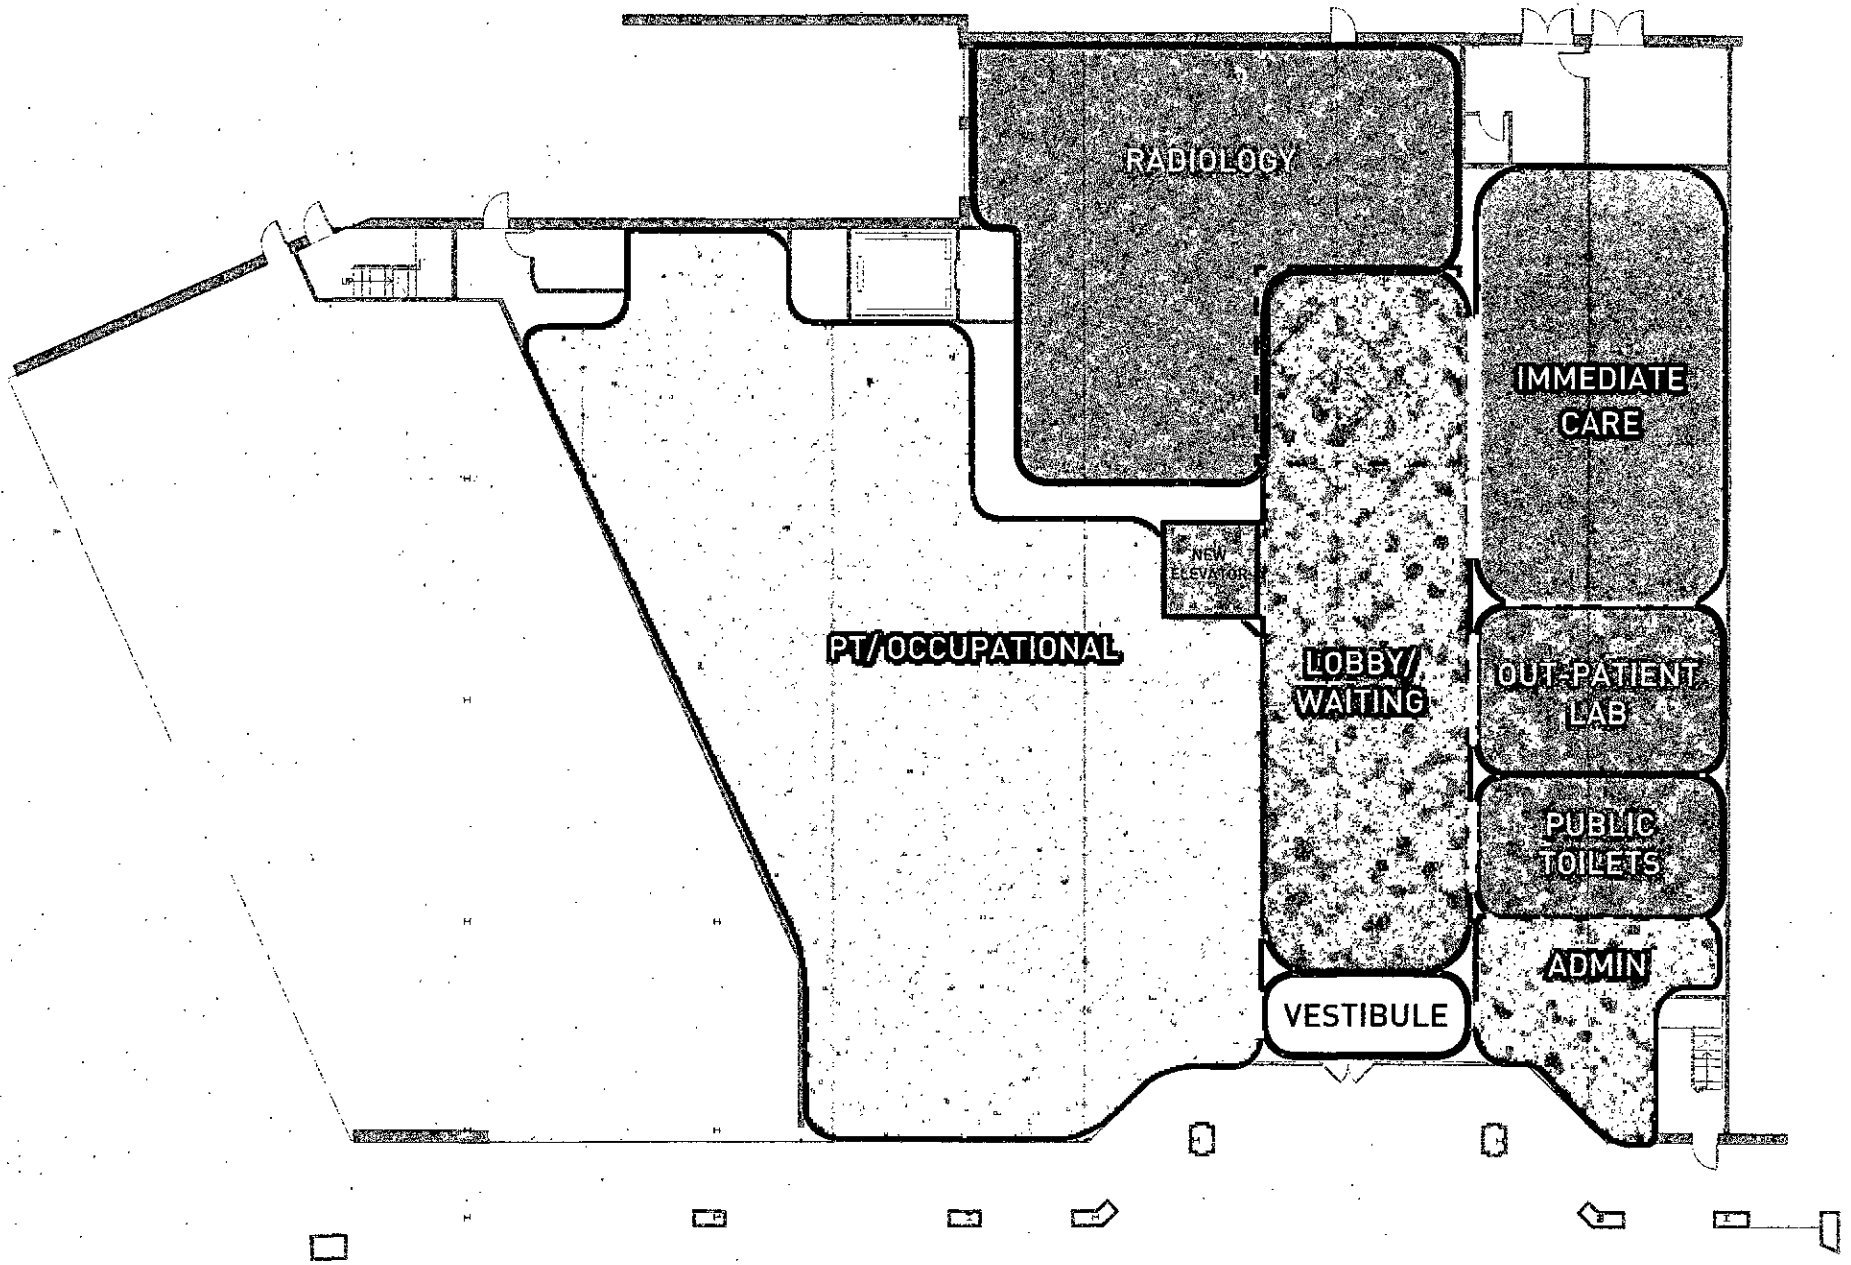 RADIOLOGY
IMMEDIATE
CARE
NEW
ELEVATOR
PT/OCCUPATIONAL
LOBBY/
WAITING
OUT-PATIENT
LAB
PUBLIC
TOILETS
ADMIN
VESTIBULE